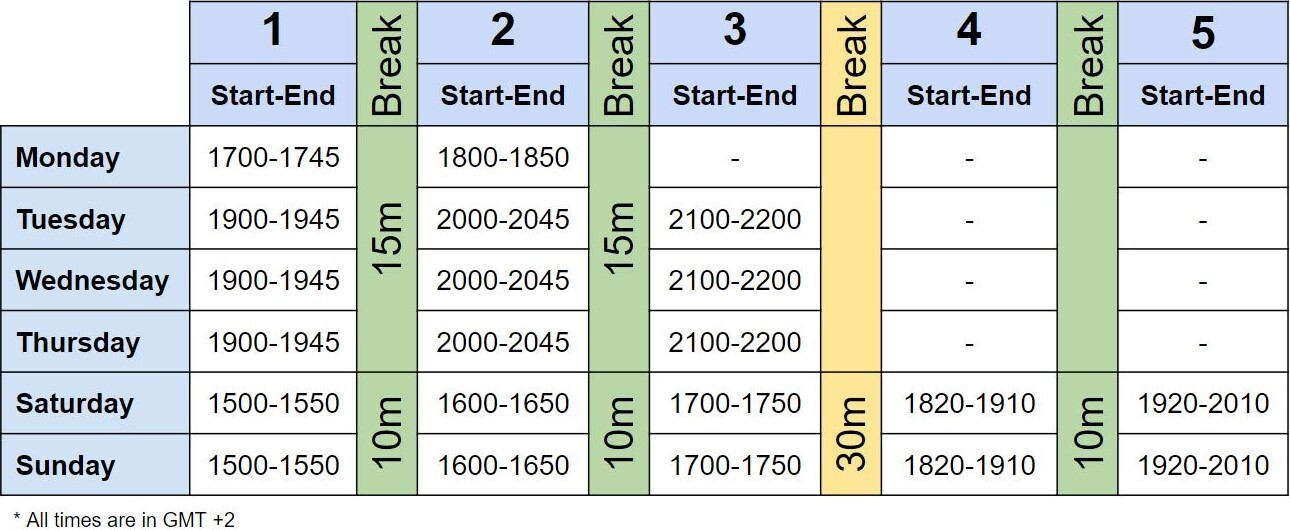 1 Break 2 Break 3 Break 4 Break 5
Start-End Start-End Start-End Start-End Start-End
Monday 1700-1745 1800-1850 - - -
15m 15m
Tuesday 1900-1945 2000-2045 2100-2200 - -
Wednesday 1900-1945 2000-2045 2100-2200 - -
Thursday 1900-1945 2000-2045 2100-2200 - -
Saturday 1500-1550 1600-1650 1700-1750 1820-1910 1920-2010
10m 10m 30m 10m
Sunday 1500-1550 1600-1650 1700-1750 1820-1910 1920-2010
* All times are in GMT +2